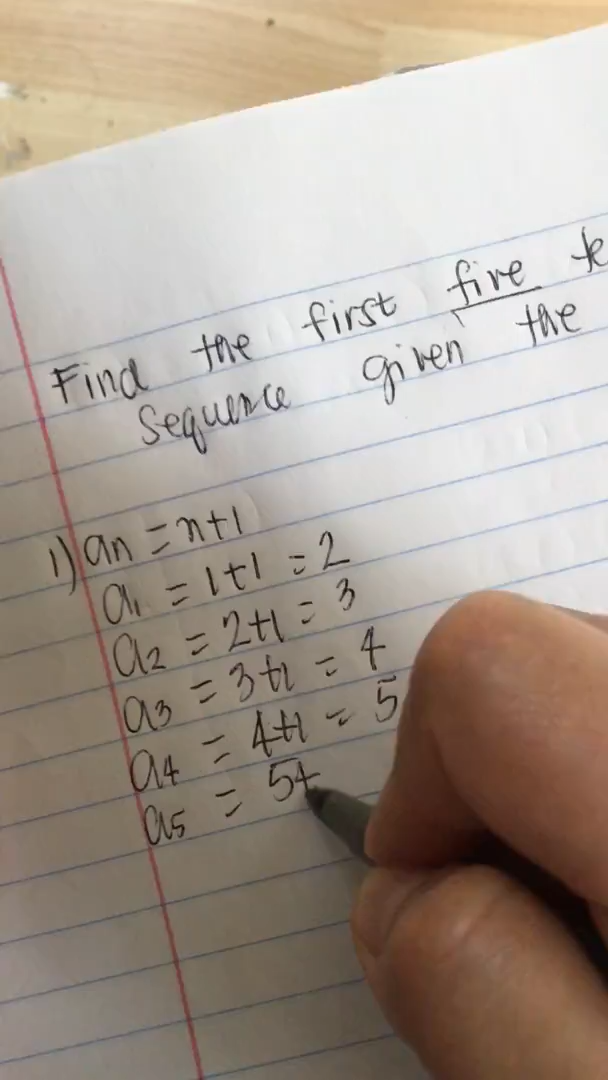 Find the first five te
sequence given the
1) an = n+1
a1 = 1+1 = 2
a2 = 2+1 = 3
a3 = 3+1 = 4
a4 = 4+1 = 5
a5 = 5+